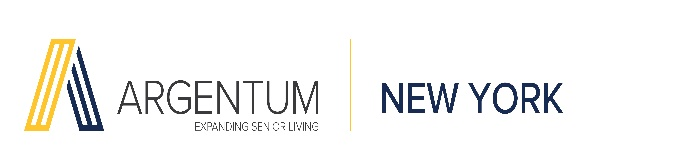 ARGENTUM
EXPANDING SENIOR LIVING
NEW YORK